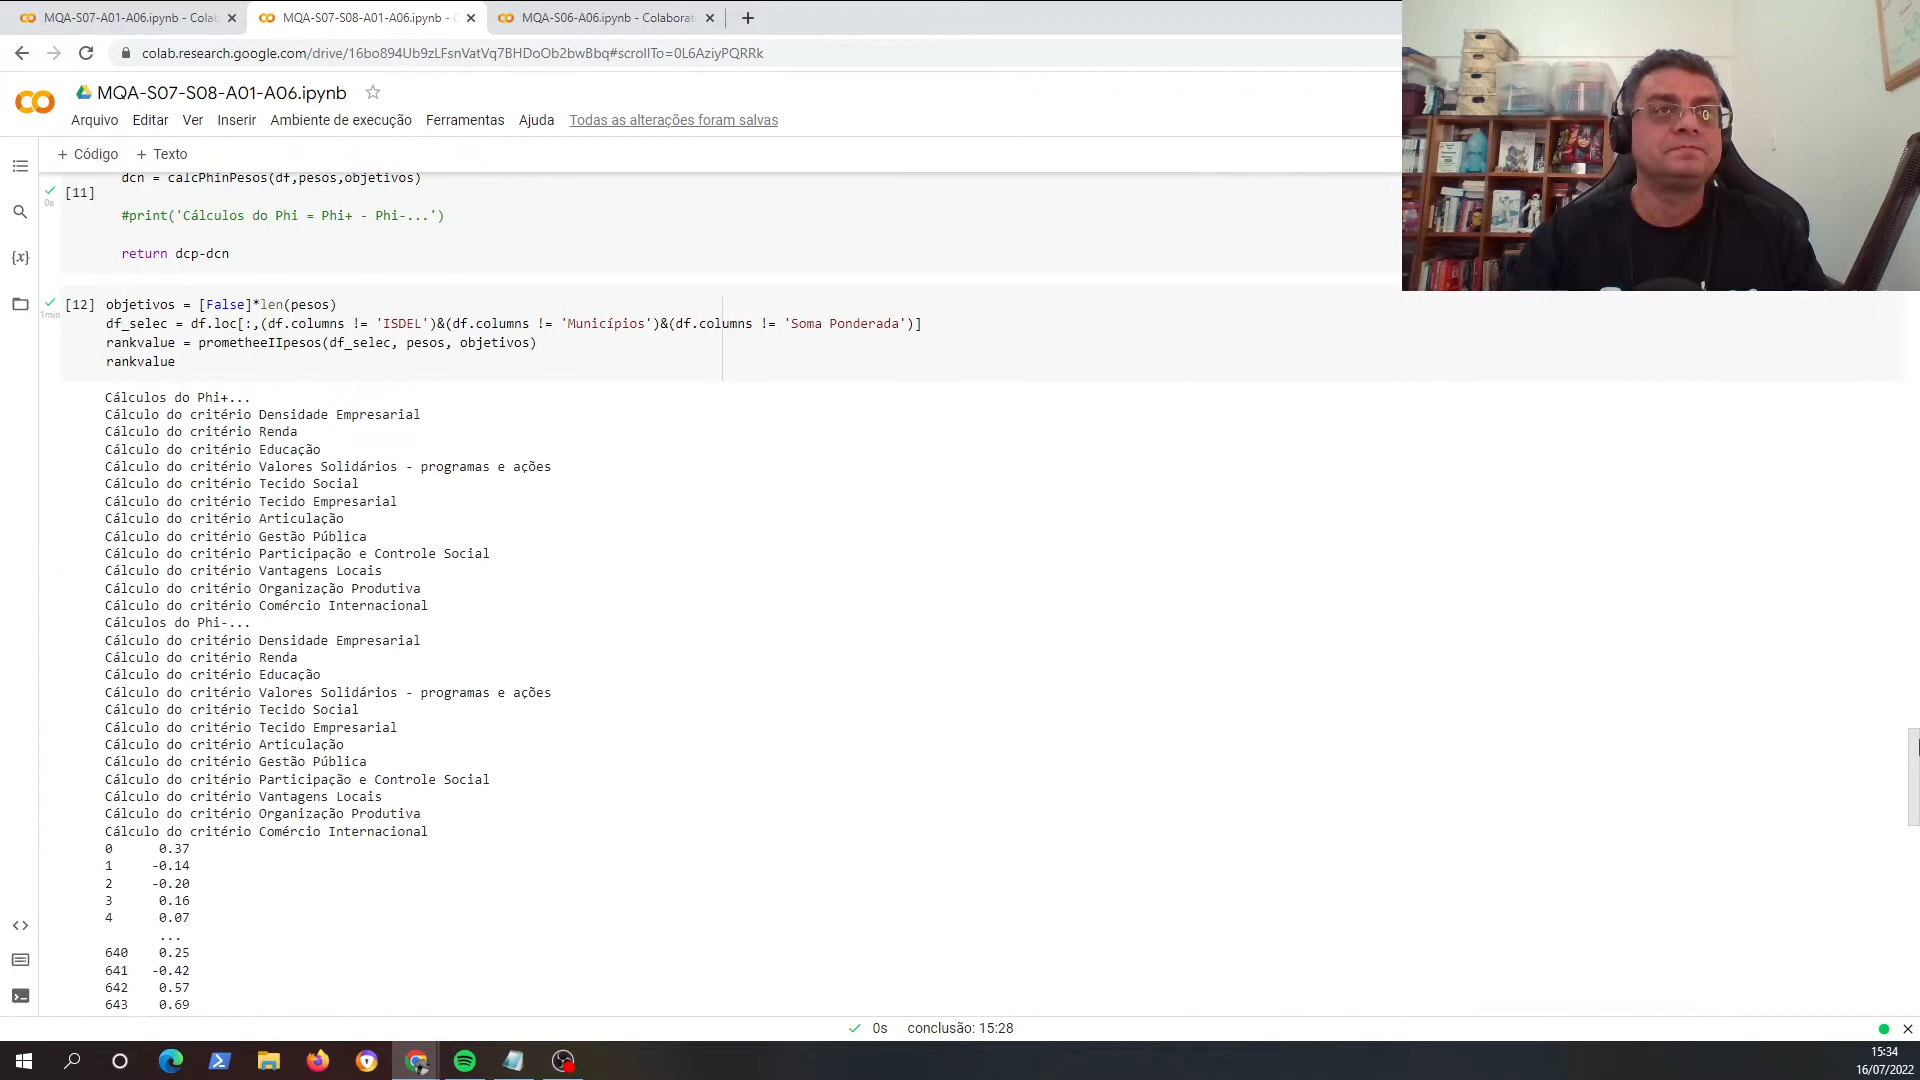 MQA-S07-A01-A06.ipynb - Colab
MQA-S07-S08-A01-A06.ipynb - C
MQA-S06-A06.ipynb - Colaborat
colab.research.google.com/drive/16bo894Ub9zLFsnVatVq7BHDoOb2bwBbq#scrollTo=0L6AziyPQRRk
CO
MQA-S07-S08-A01-A06.ipynb
Arquivo Editar Ver Inserir Ambiente de execução Ferramentas Ajuda Todas as alterações foram salvas
+ Código + Texto
dcn = calcPhinPesos(df,pesos,objetivos)
[11]
0s
#print('Cálculos do Phi = Phi+ - Phi-...')
return dcp-dcn
[12] objetivos = [False]*len(pesos)
1min
df_selec = df.loc[:,(df.columns != 'ISDEL')&(df.columns != 'Municípios')&(df.columns != 'Soma Ponderada')]
rankvalue = prometheeIIpesos(df_selec, pesos, objetivos)
rankvalue
{x}
Cálculos do Phi+...
Cálculo do critério Densidade Empresarial
Cálculo do critério Renda
Cálculo do critério Educação
Cálculo do critério Valores Solidários - programas e ações
Cálculo do critério Tecido Social
Cálculo do critério Tecido Empresarial
Cálculo do critério Articulação
Cálculo do critério Gestão Pública
Cálculo do critério Participação e Controle Social
Cálculo do critério Vantagens Locais
Cálculo do critério Organização Produtiva
Cálculo do critério Comércio Internacional
Cálculos do Phi-...
Cálculo do critério Densidade Empresarial
Cálculo do critério Renda
Cálculo do critério Educação
Cálculo do critério Valores Solidários - programas e ações
Cálculo do critério Tecido Social
Cálculo do critério Tecido Empresarial
Cálculo do critério Articulação
Cálculo do critério Gestão Pública
Cálculo do critério Participação e Controle Social
Cálculo do critério Vantagens Locais
Cálculo do critério Organização Produtiva
Cálculo do critério Comércio Internacional
0 0.37
1 -0.14
2 -0.20
3 0.16
4 0.07
...
640 0.25
641 -0.42
642 0.57
643 0.69
0s conclusão: 15:28
15:34
16/07/2022